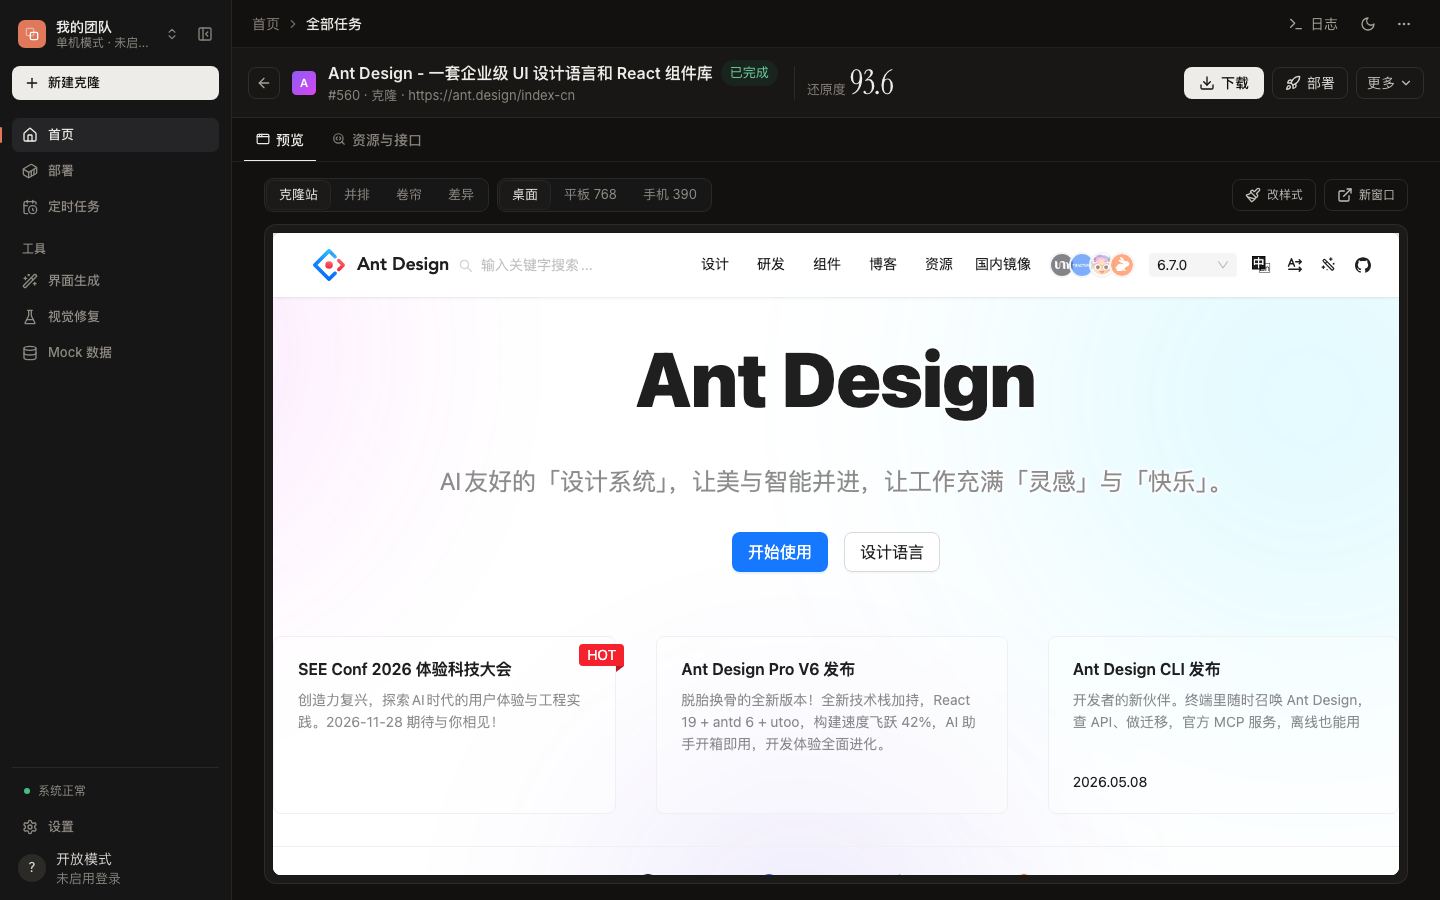 我的团队
单机模式 · 未启...
新建克隆
首页
部署
定时任务
工具
界面生成
视觉修复
Mock 数据
系统正常
设置
?
开放模式
未启用登录
首页 > 全部任务
日志
A
Ant Design - 一套企业级 UI 设计语言和 React 组件库
已完成
#560 · 克隆 · https://ant.design/index-cn
还原度 93.6
下载
部署
更多
预览
资源与接口
克隆站 并排 卷帘 差异
桌面 平板 768 手机 390
改样式
新窗口
Ant Design
输入关键字搜索...
设计 研发 组件 博客 资源 国内镜像
6.7.0
Ant Design
AI 友好的「设计系统」，让美与智能并进，让工作充满「灵感」与「快乐」。
开始使用
设计语言
HOT
SEE Conf 2026 体验科技大会
创造力复兴，探索 AI 时代的用户体验与工程实
践。2026-11-28 期待与你相见！
Ant Design Pro V6 发布
脱胎换骨的全新版本！全新技术栈加持，React
19 + antd 6 + utoo，构建速度飞跃 42%，AI 助
手开箱即用，开发体验全面进化。
Ant Design CLI 发布
开发者的新伙伴。终端里随时召唤 Ant Design，
查 API、做迁移，官方 MCP 服务，离线也能用
2026.05.08